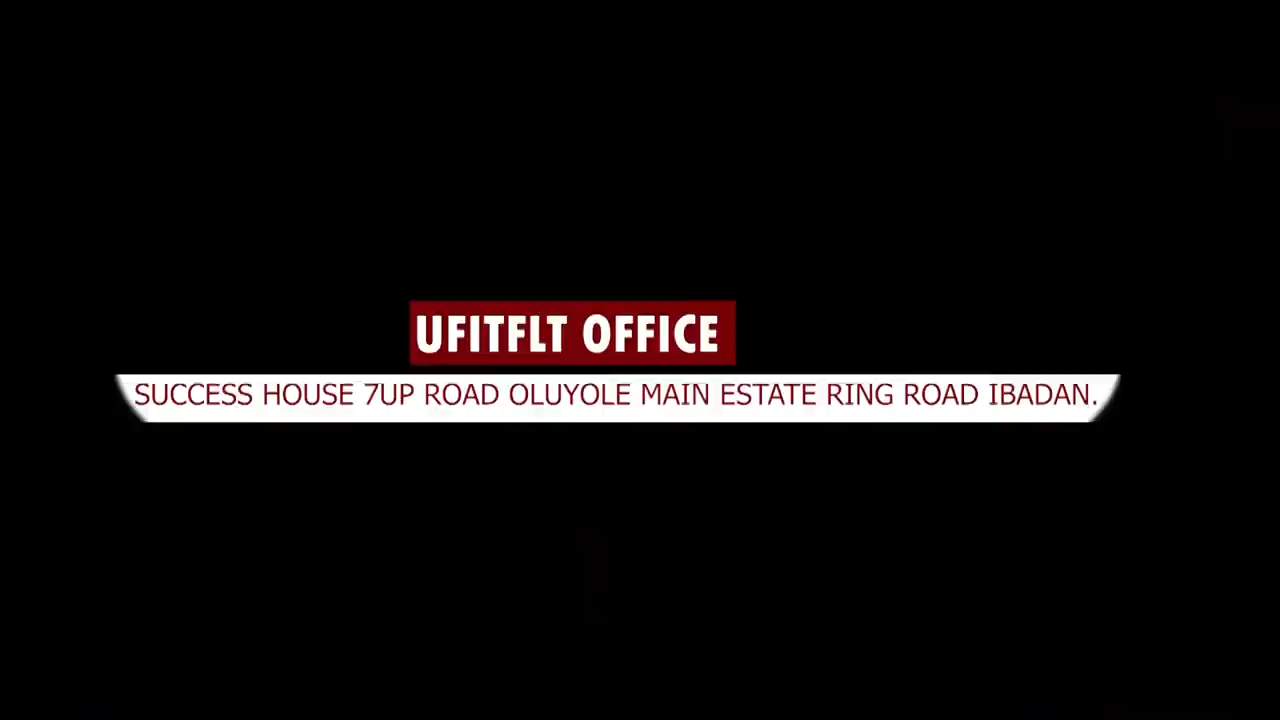 UFITFLT OFFICE
SUCCESS HOUSE 7UP ROAD OLUYOLE MAIN ESTATE RING ROAD IBADAN.